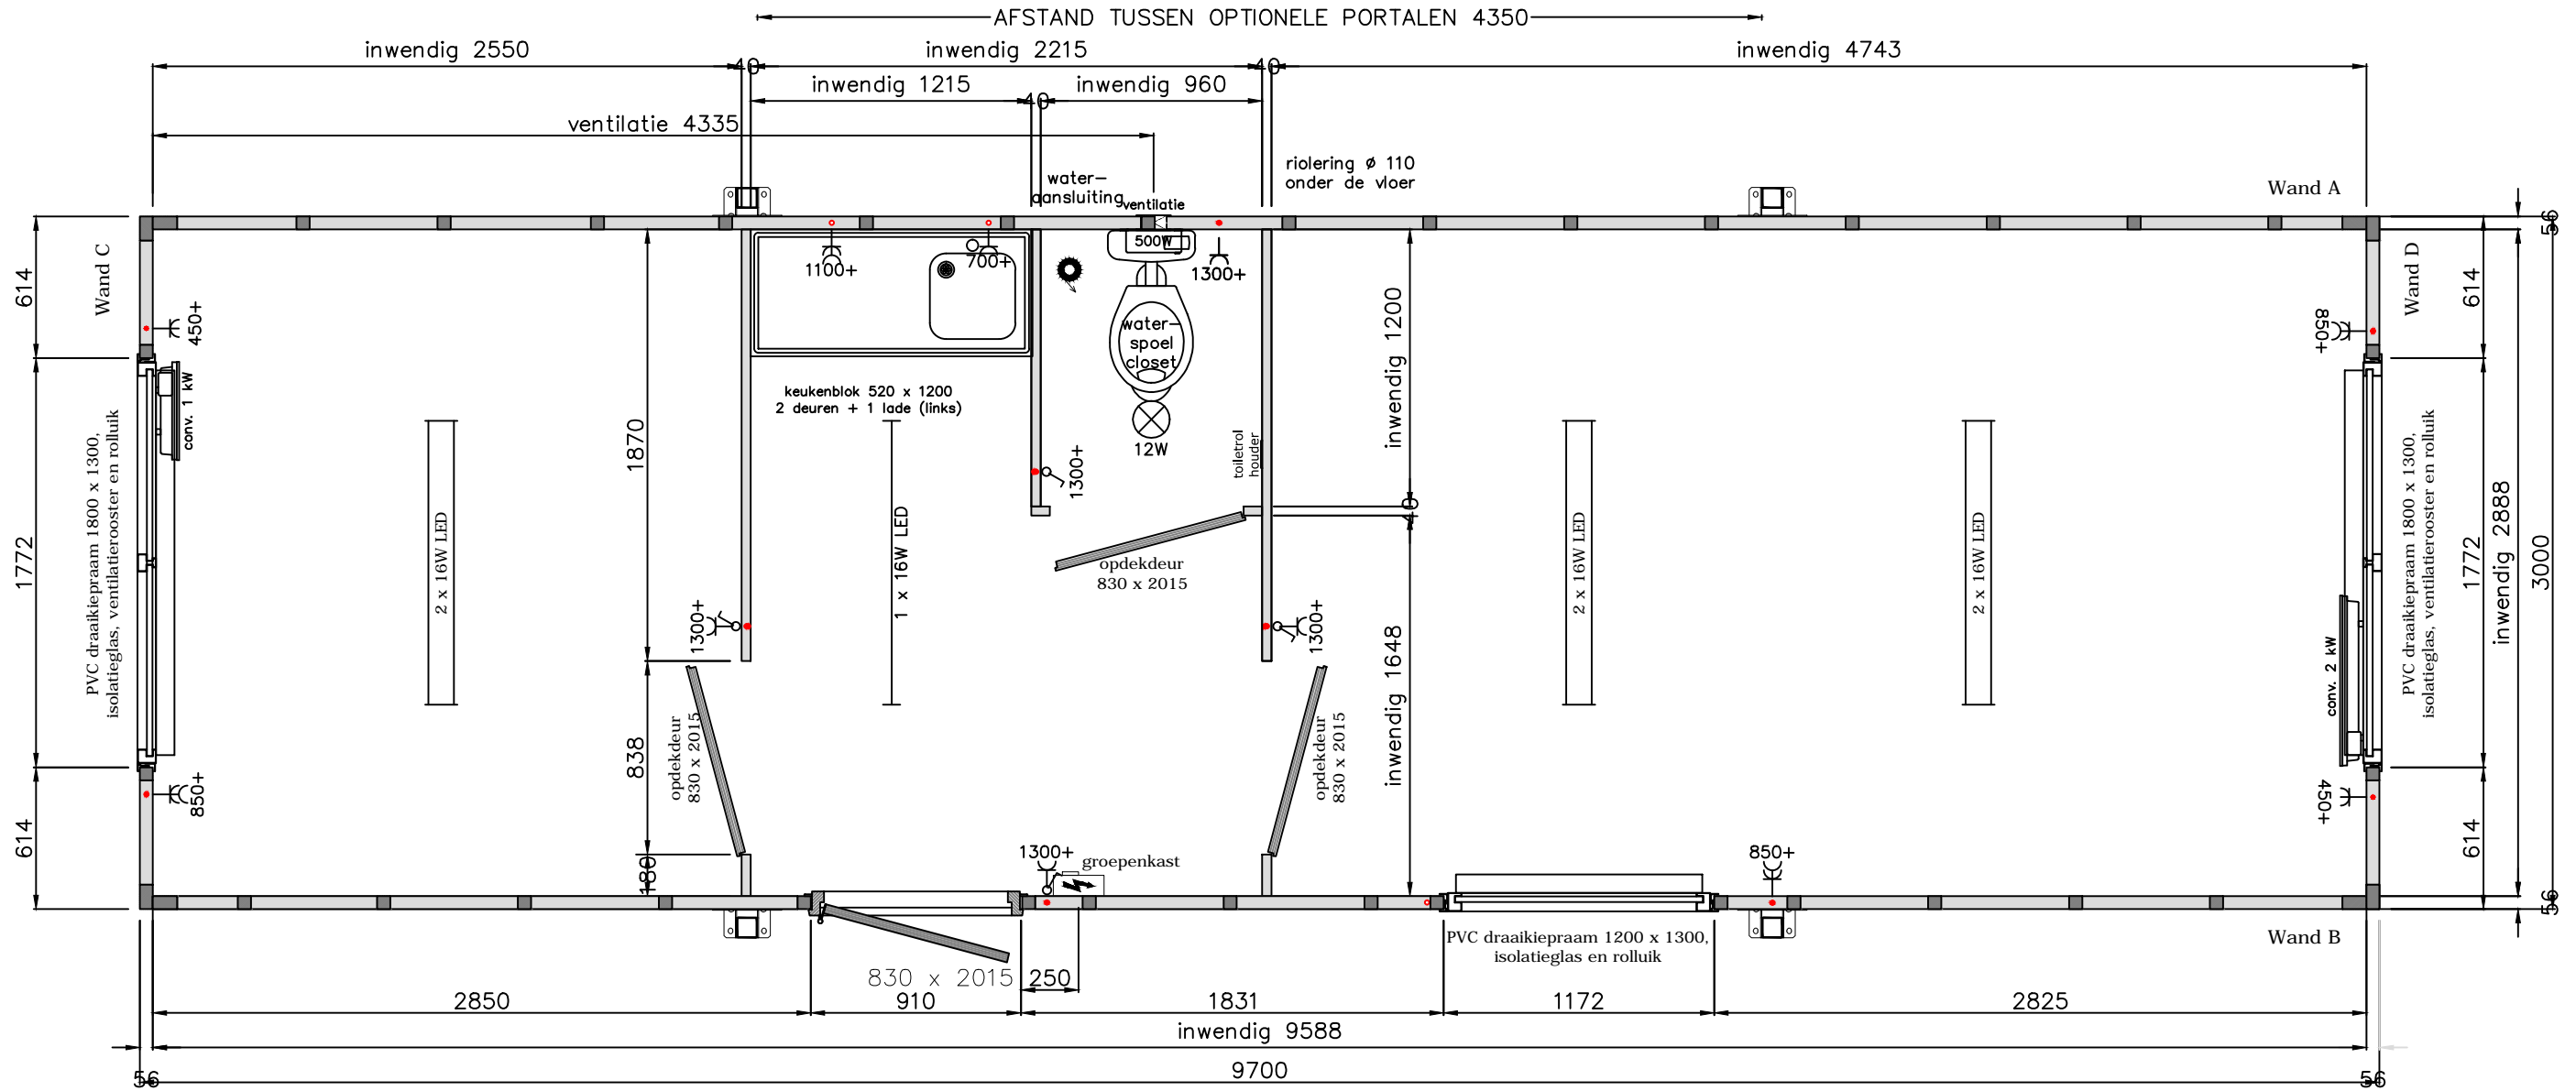 AFSTAND TUSSEN OPTIONELE PORTALEN 4350
inwendig 2550
40
inwendig 2215
40
inwendig 4743
inwendig 1215
40
inwendig 960
ventilatie 4335
water-
aansluiting
ventilatie
riolering ø 110
onder de vloer
Wand A
56
614
Wand C
450+
1100+
700+
500W
1300+
water-
spoel
closet
12W
inwendig 1200
850+
Wand D
614
conv. 1 kW
keukenblok 520 x 1200
2 deuren + 1 lade (links)
1870
toiletrol
houder
1300+
40
PVC draaikiepraam 1800 x 1300,
isolatieglas, ventilatierooster en rolluik
1772
2 x 16W LED
1 x 16W LED
opdekdeur
830 x 2015
2 x 16W LED
2 x 16W LED
PVC draaikiepraam 1800 x 1300,
isolatieglas, ventilatierooster en rolluik
1772
inwendig 2888
3000
1300+
1300+
inwendig 1648
conv. 2 kW
838
opdekdeur
830 x 2015
opdekdeur
830 x 2015
850+
450+
614
180
1300+
groepenkast
850+
614
56
PVC draaikiepraam 1200 x 1300,
isolatieglas en rolluik
Wand B
830 x 2015
250
2850
910
1831
1172
2825
inwendig 9588
9700
56
56